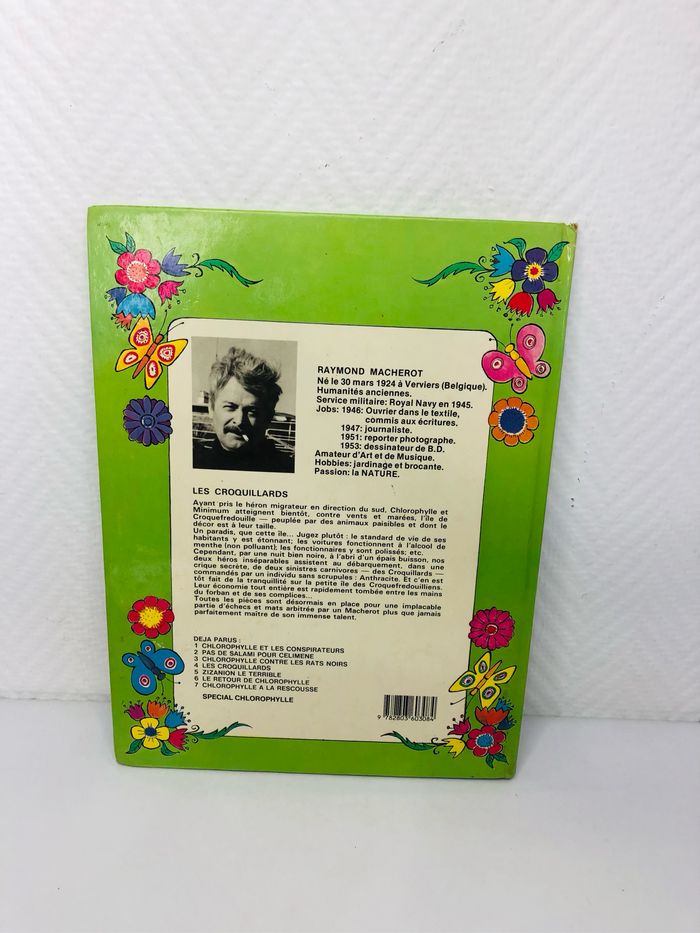 RAYMOND MACHEROT
Né le 30 mars 1924 à Verviers (Belgique).
Humanités anciennes.
Service militaire: Royal Navy en 1945.
Jobs: 1946: Ouvrier dans le textile,
commis aux écritures.
1947: journaliste.
1951: reporter photographe.
1953: dessinateur de B.D.
Amateur d'Art et de Musique.
Hobbies: jardinage et brocante.
Passion: la NATURE.
LES CROQUILLARDS
Ayant pris le héron migrateur en direction du sud, Chlorophylle et
Minimum atteignent bientôt, contre vents et marées, l'île de
Croquefredouille — peuplée par des animaux paisibles et dont le
décor est à leur taille.
Un paradis, que cette île... Jugez plutôt : le standard de vie de ses
habitants y est étonnant; les voitures fonctionnent à l'alcool de
menthe (non polluant); les fonctionnaires y sont polissés; etc.
Cependant, par une nuit bien noire, à l'abri d'un épais buisson, nos
deux héros inséparables assistent au débarquement, dans une
crique secrète, de deux sinistres carnivores — des Croquillards —
commandés par un individu sans scrupules : Anthracite. Et c'en est
tôt fait de la tranquillité sur la petite île des Croquefredouilliens.
Leur économie tout entière est rapidement tombée entre les mains
du forban et de ses complices...
Toutes les pièces sont désormais en place pour une implacable
partie d'échecs et mats arbitrée par un Macherot plus que jamais
parfaitement maître de son immense talent.
DEJA PARUS :
1 CHLOROPHYLLE ET LES CONSPIRATEURS
2 PAS DE SALAMI POUR CELIMENE
3 CHLOROPHYLLE CONTRE LES RATS NOIRS
4 LES CROQUILLARDS
5 ZIZANION LE TERRIBLE
6 LE RETOUR DE CHLOROPHYLLE
7 CHLOROPHYLLE A LA RESCOUSSE
SPECIAL CHLOROPHYLLE
9 782803 603084